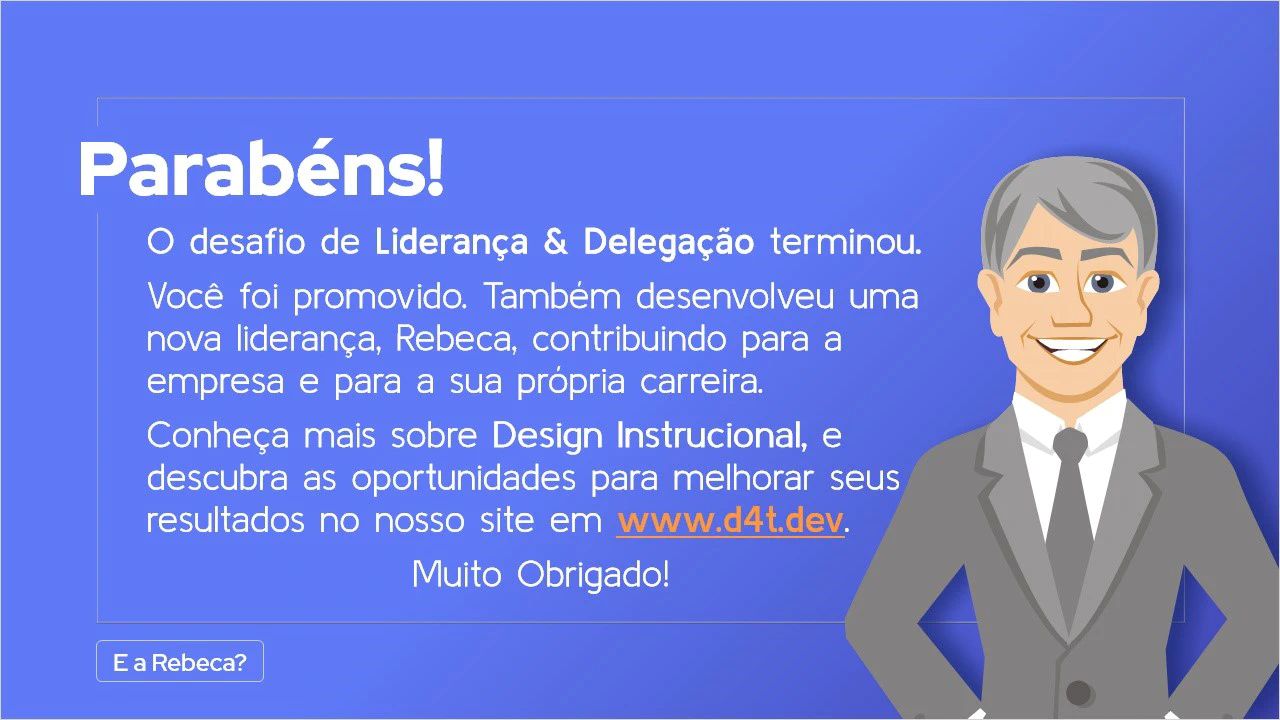 Parabéns!
O desafio de Liderança & Delegação terminou.
Você foi promovido. Também desenvolveu uma
nova liderança, Rebeca, contribuindo para a
empresa e para a sua própria carreira.
Conheça mais sobre Design Instrucional, e
descubra as oportunidades para melhorar seus
resultados no nosso site em www.d4t.dev.
Muito Obrigado!
E a Rebeca?